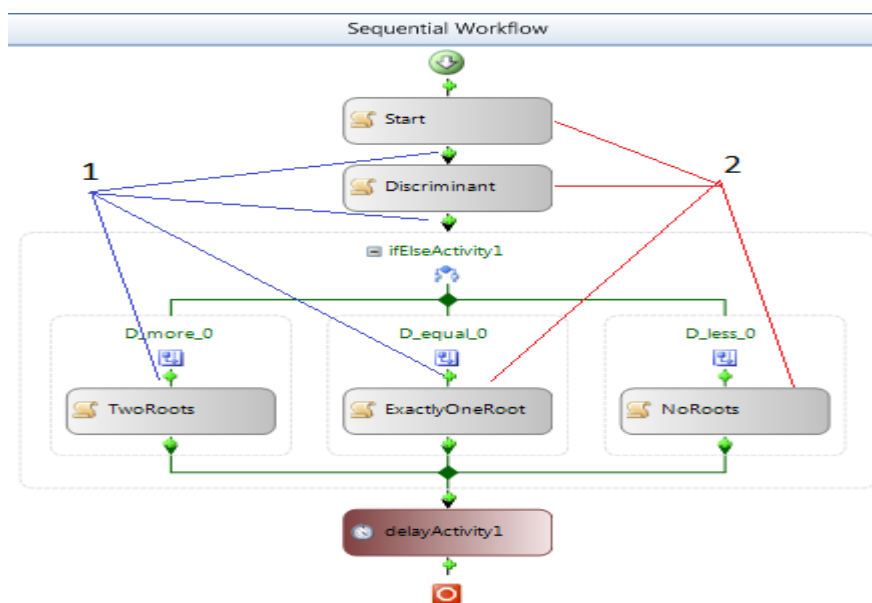 Sequential Workflow
Start
1
2
Discriminant
ifElseActivity1
D_more_0
D_equal_0
D_less_0
TwoRoots
ExactlyOneRoot
NoRoots
delayActivity1